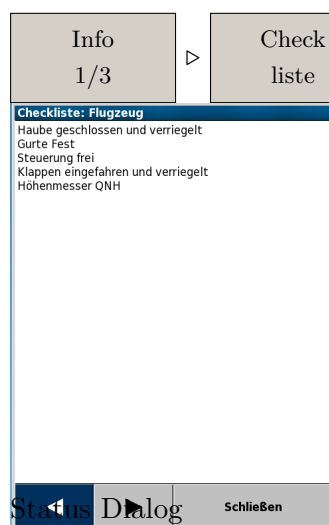 Info
1/3
Check
liste
Checkliste: Flugzeug
Haube geschlossen und verriegelt
Gurte Fest
Steuerung frei
Klappen eingefahren und verriegelt
Höhenmesser QNH
Status Dialog
Schließen